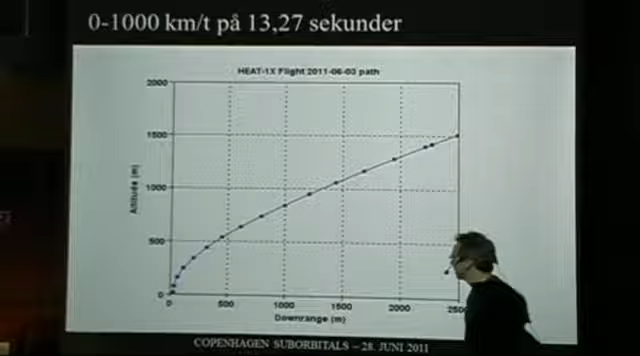 0-1000 km/t på 13,27 sekunder
HEAT-1X Flight 2011-06-03 path
2000
1500
1000
500
0
Altitude (m)
0 500 1000 1500 2000 2500
Downrange (m)
COPENHAGEN SUBORBITALS – 28. JUNI 2011